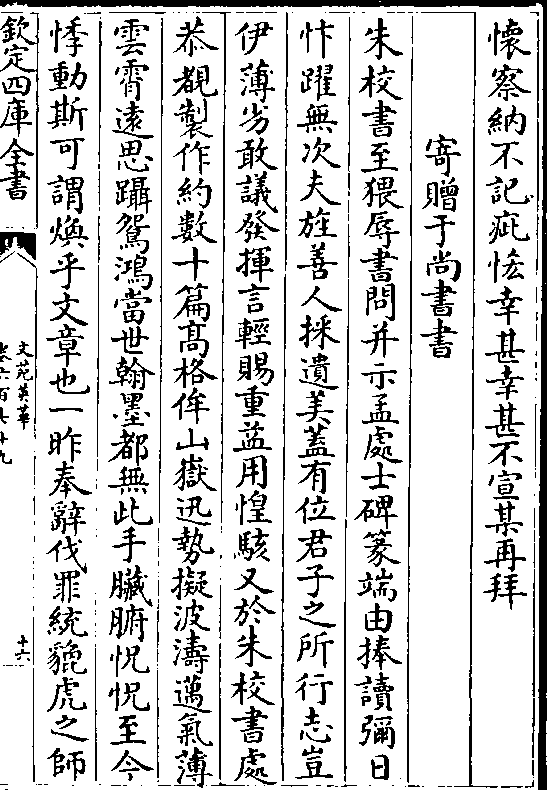 懷察納不記疵恡幸甚幸甚不宣某再拜
寄贈于尚書書
朱校書至猥辱書問并示孟處士碑篆端由捧讀彌日
忭躍無次夫旌善人採遺美蓋有位君子之所行志豈
伊薄劣敢議發揮言輕賜重藍用惶駭又於朱校書處
恭覩製作約數十篇髙格侔山嶽迅勢擬波濤邁氣薄
雲霄逺思躡鴛鴻當世翰墨都無此手臟腑怳怳至今
悸動斯可謂煥乎文章也一昨奉辭伐罪統貔虎之師
欽定四庫全書
文苑英華
卷六百六十九
十六